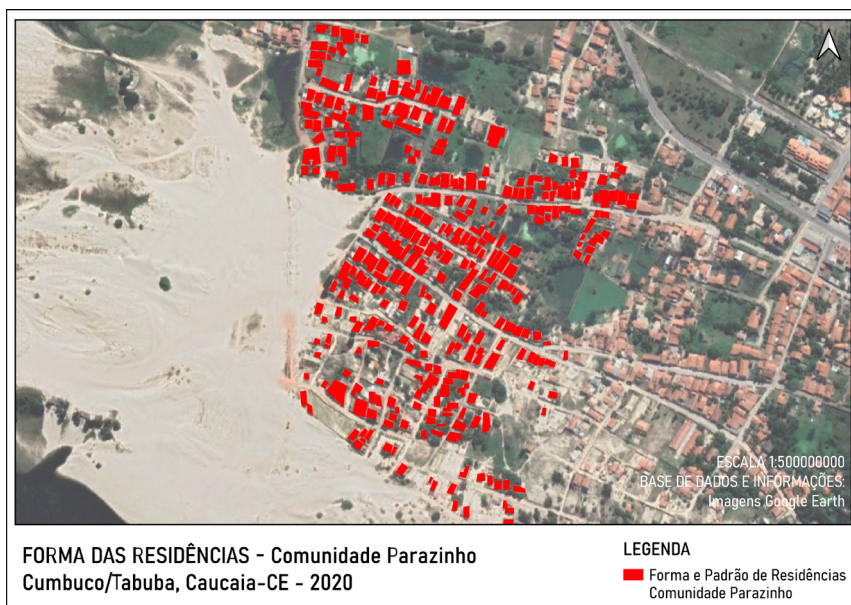 ESCALA 1:500000000
BASE DE DADOS E INFORMAÇÕES:
Imagens Google Earth
FORMA DAS RESIDÊNCIAS - Comunidade Parazinho
Cumbuco/Tabuba, Caucaia-CE - 2020
LEGENDA
Forma e Padrão de Residências
Comunidade Parazinho